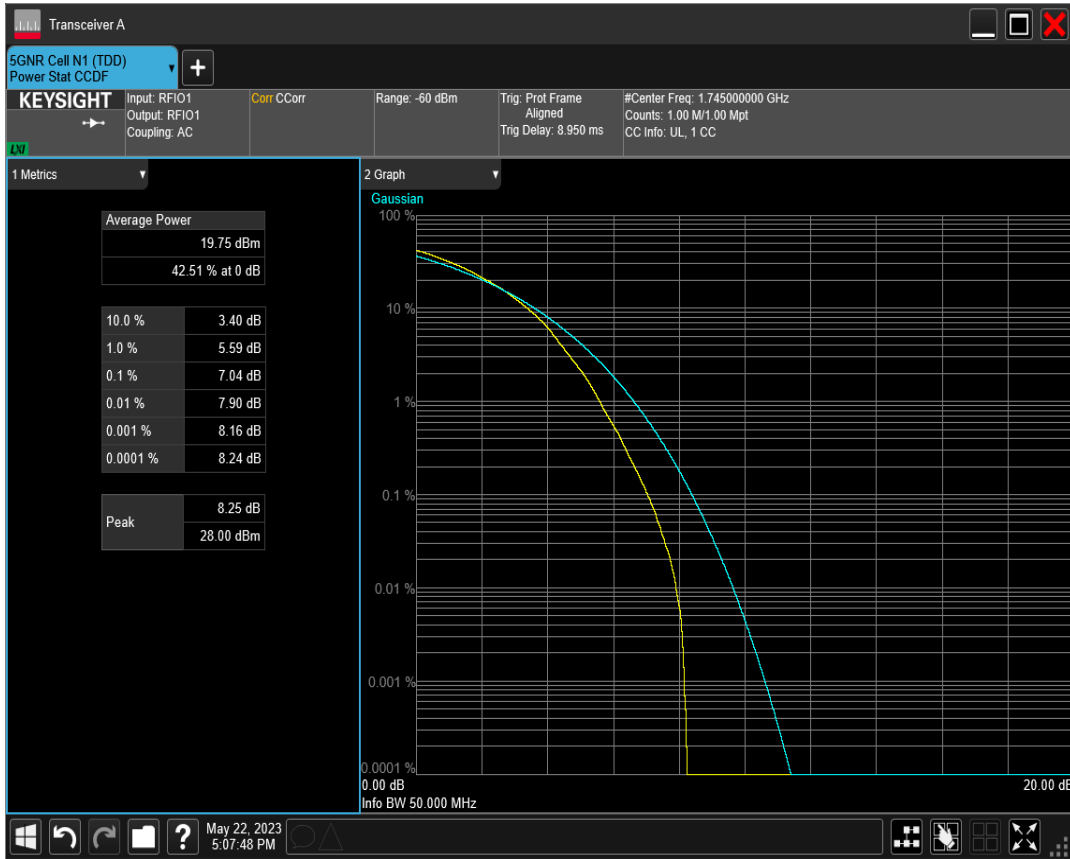 Transceiver A
5GNR Cell N1 (TDD)
Power Stat CCDF
+
KEYSIGHT
LXI
Input: RFIO1
Output: RFIO1
Coupling: AC
Corr CCorr
Range: -60 dBm
Trig: Prot Frame
Aligned
Trig Delay: 8.950 ms
#Center Freq: 1.745000000 GHz
Counts: 1.00 M/1.00 Mpt
CC Info: UL, 1 CC
1 Metrics
Average Power
19.75 dBm
42.51 % at 0 dB
10.0 % 3.40 dB
1.0 % 5.59 dB
0.1 % 7.04 dB
0.01 % 7.90 dB
0.001 % 8.16 dB
0.0001 % 8.24 dB
Peak
8.25 dB
28.00 dBm
2 Graph
Gaussian
100 %
10 %
1 %
0.1 %
0.01 %
0.001 %
0.0001 %
0.00 dB
20.00 dB
Info BW 50.000 MHz
?
May 22, 2023
5:07:48 PM